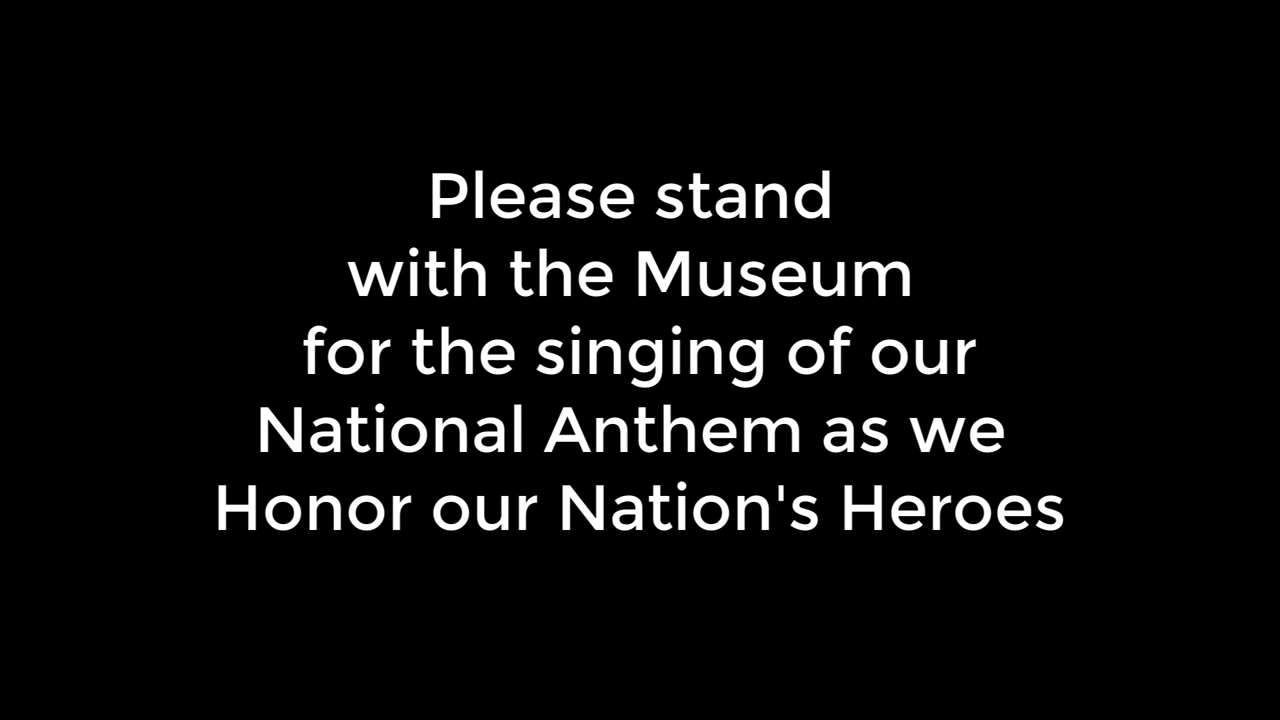 Please stand
with the Museum
for the singing of our
National Anthem as we
Honor our Nation's Heroes